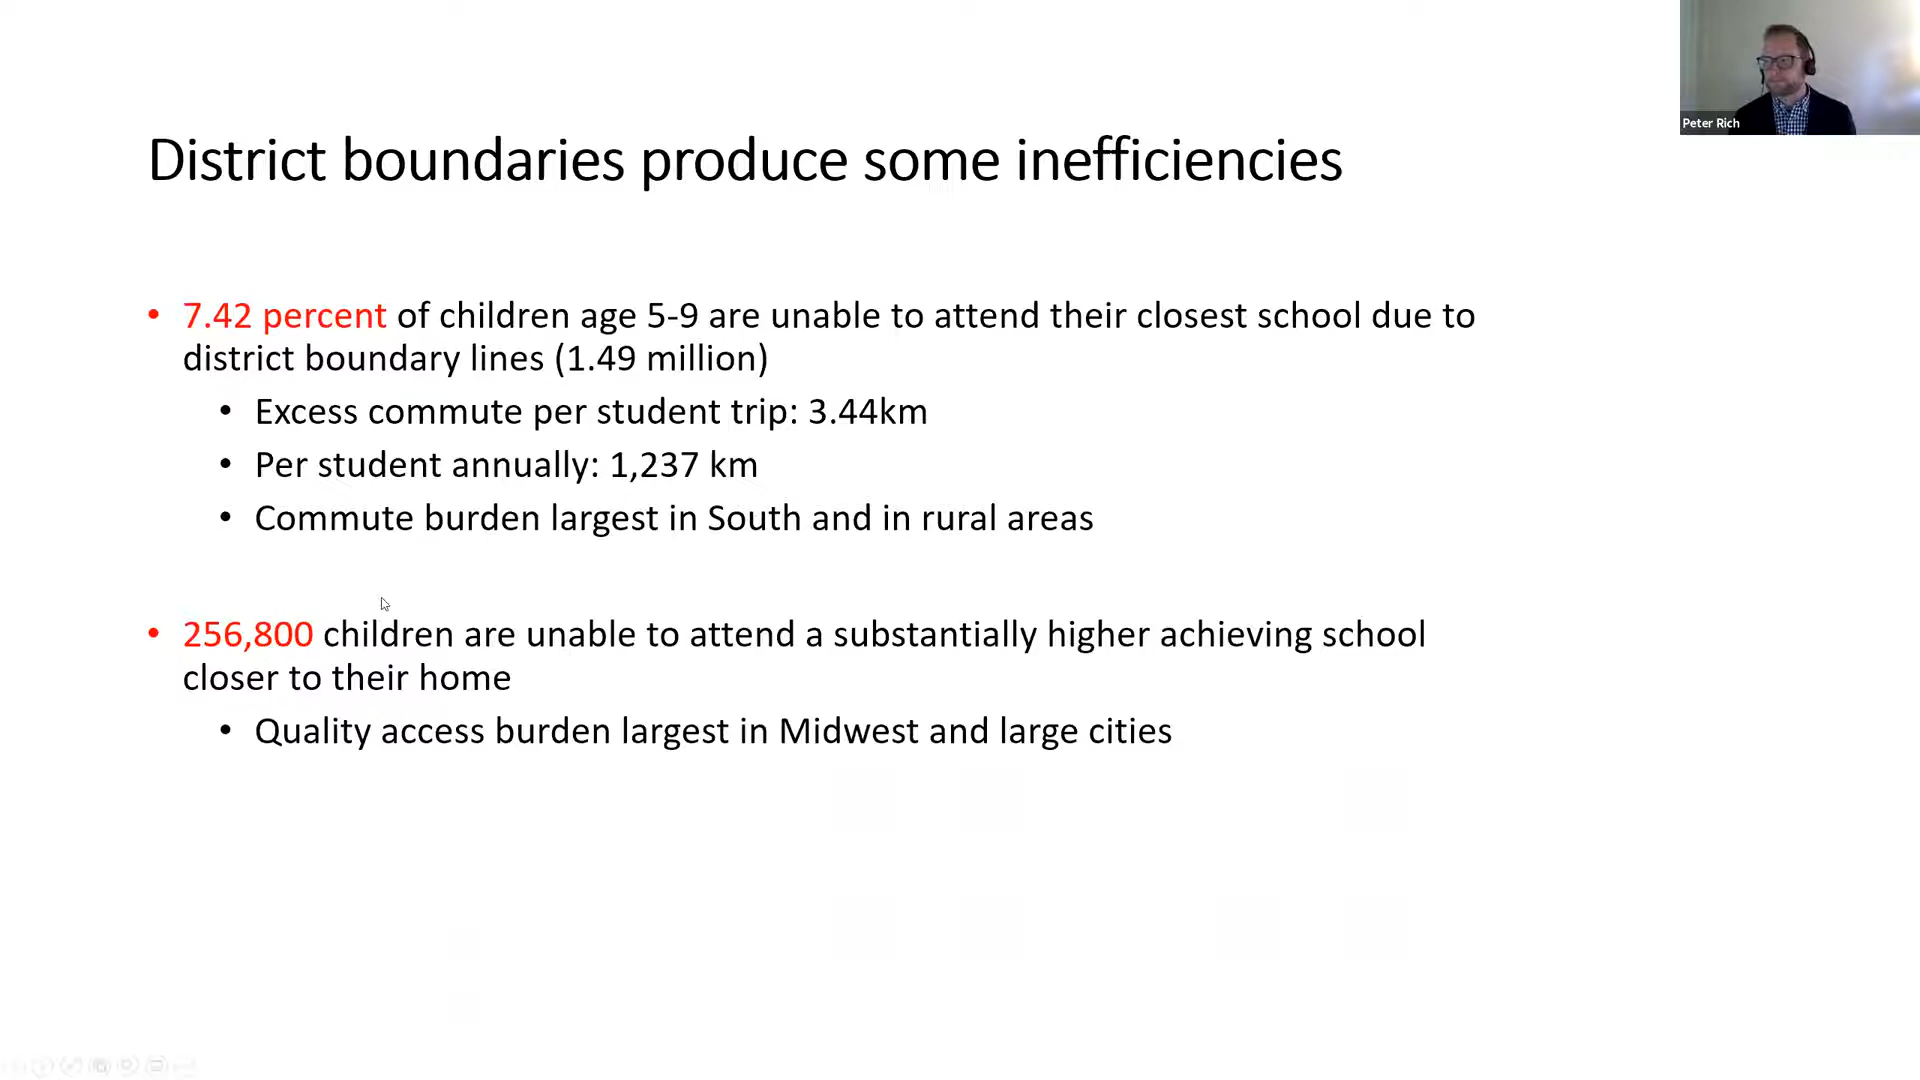 Peter Rich
District boundaries produce some inefficiencies
• 7.42 percent of children age 5-9 are unable to attend their closest school due to
district boundary lines (1.49 million)
• Excess commute per student trip: 3.44km
• Per student annually: 1,237 km
• Commute burden largest in South and in rural areas
• 256,800 children are unable to attend a substantially higher achieving school
closer to their home
• Quality access burden largest in Midwest and large cities